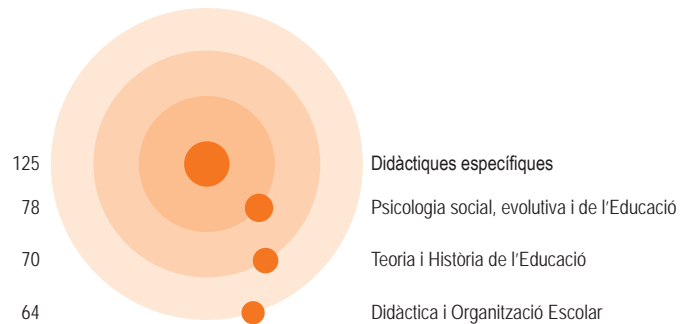 125 Didàctiques específiques
78 Psicologia social, evolutiva i de l'Educació
70 Teoria i Història de l'Educació
64 Didàctica i Organització Escolar